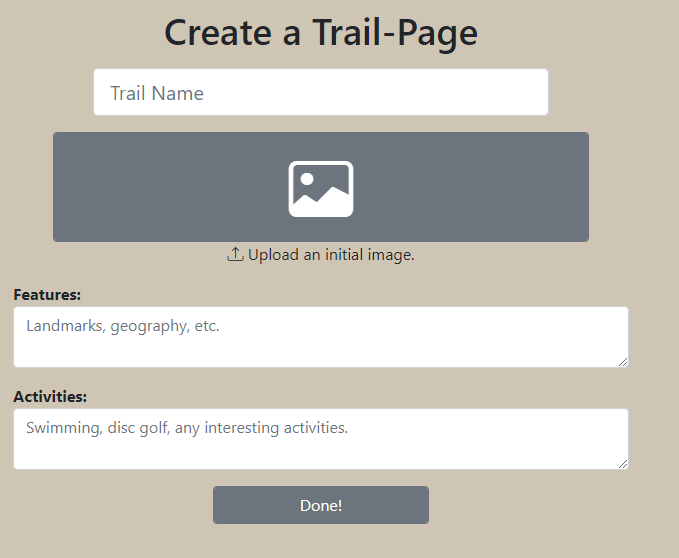 Create a Trail-Page
Trail Name
Upload an initial image.
Features:
Landmarks, geography, etc.
Activities:
Swimming, disc golf, any interesting activities.
Done!